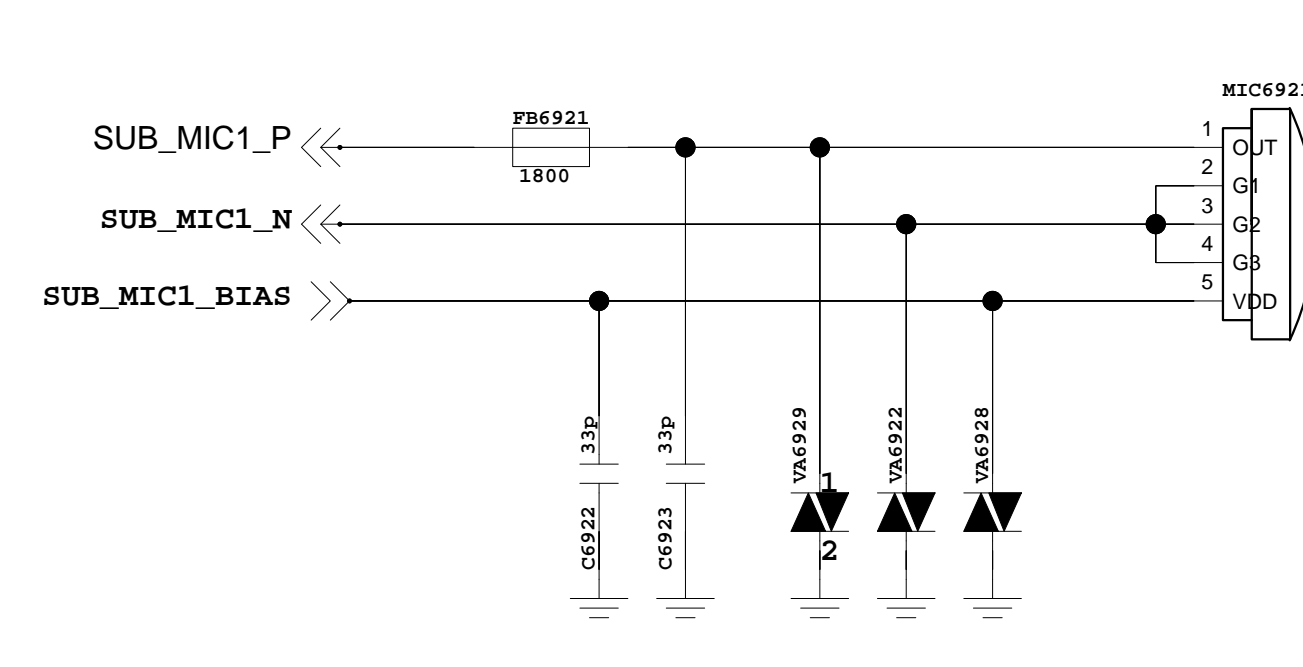 MIC6921
FB6921
SUB_MIC1_P
1
OUT
1800
2
G1
SUB_MIC1_N
3
G2
4
G3
SUB_MIC1_BIAS
5
VDD
33p
33p
VA6929
VA6922
VA6928
1
C6922
C6923
2